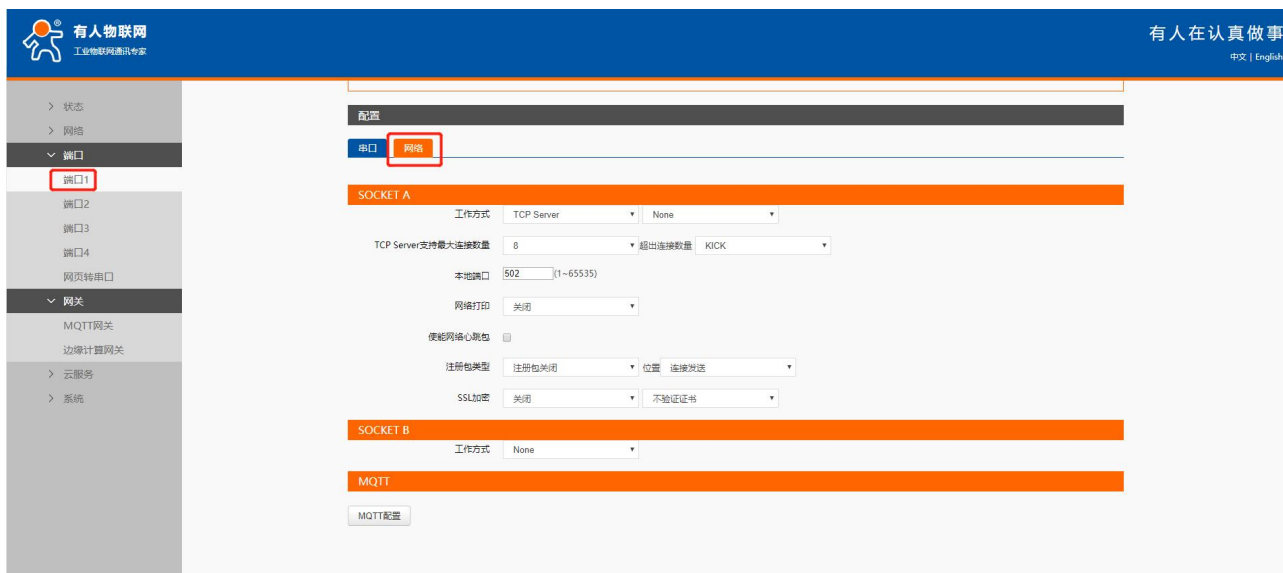 有人物联网
工业物联网通讯专家
有人在认真做事
中文 | English
状态
网络
端口
端口1
端口2
端口3
端口4
网页转串口
网关
MQTT网关
边缘计算网关
云服务
系统
配置
串口 网络
SOCKET A
工作方式 TCP Server None
TCP Server支持最大连接数量 8 超出连接数量 KICK
本地端口 502 (1~65535)
网络打印 关闭
使能网络心跳包
注册包类型 注册包关闭 位置 连接发送
SSL加密 关闭 不验证证书
SOCKET B
工作方式 None
MQTT
MQTT配置